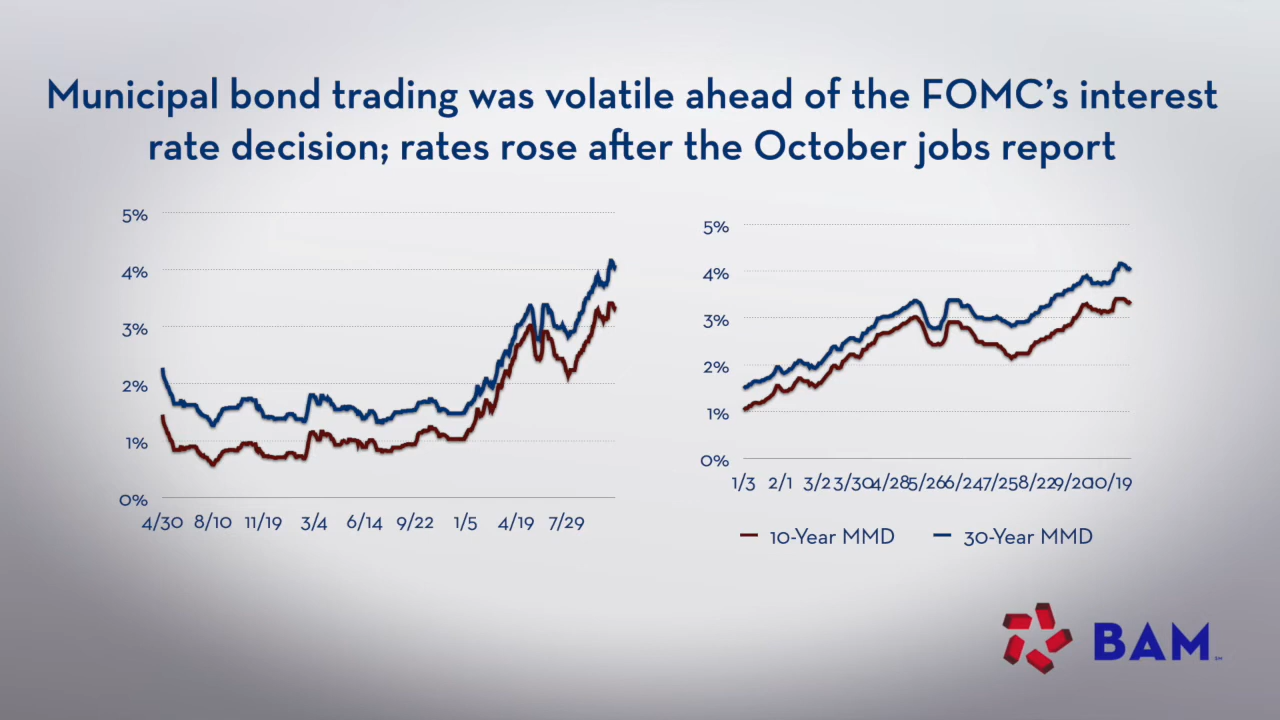 Municipal bond trading was volatile ahead of the FOMC’s interest
rate decision; rates rose after the October jobs report
5%
4%
3%
2%
1%
0%
4/30 8/10 11/19 3/4 6/14 9/22 1/5 4/19 7/29
5%
4%
3%
2%
1%
0%
1/3 2/1 3/2 3/30 4/28 5/26 6/24 7/25 8/22 9/20 10/19
10-Year MMD 30-Year MMD
BAM SM